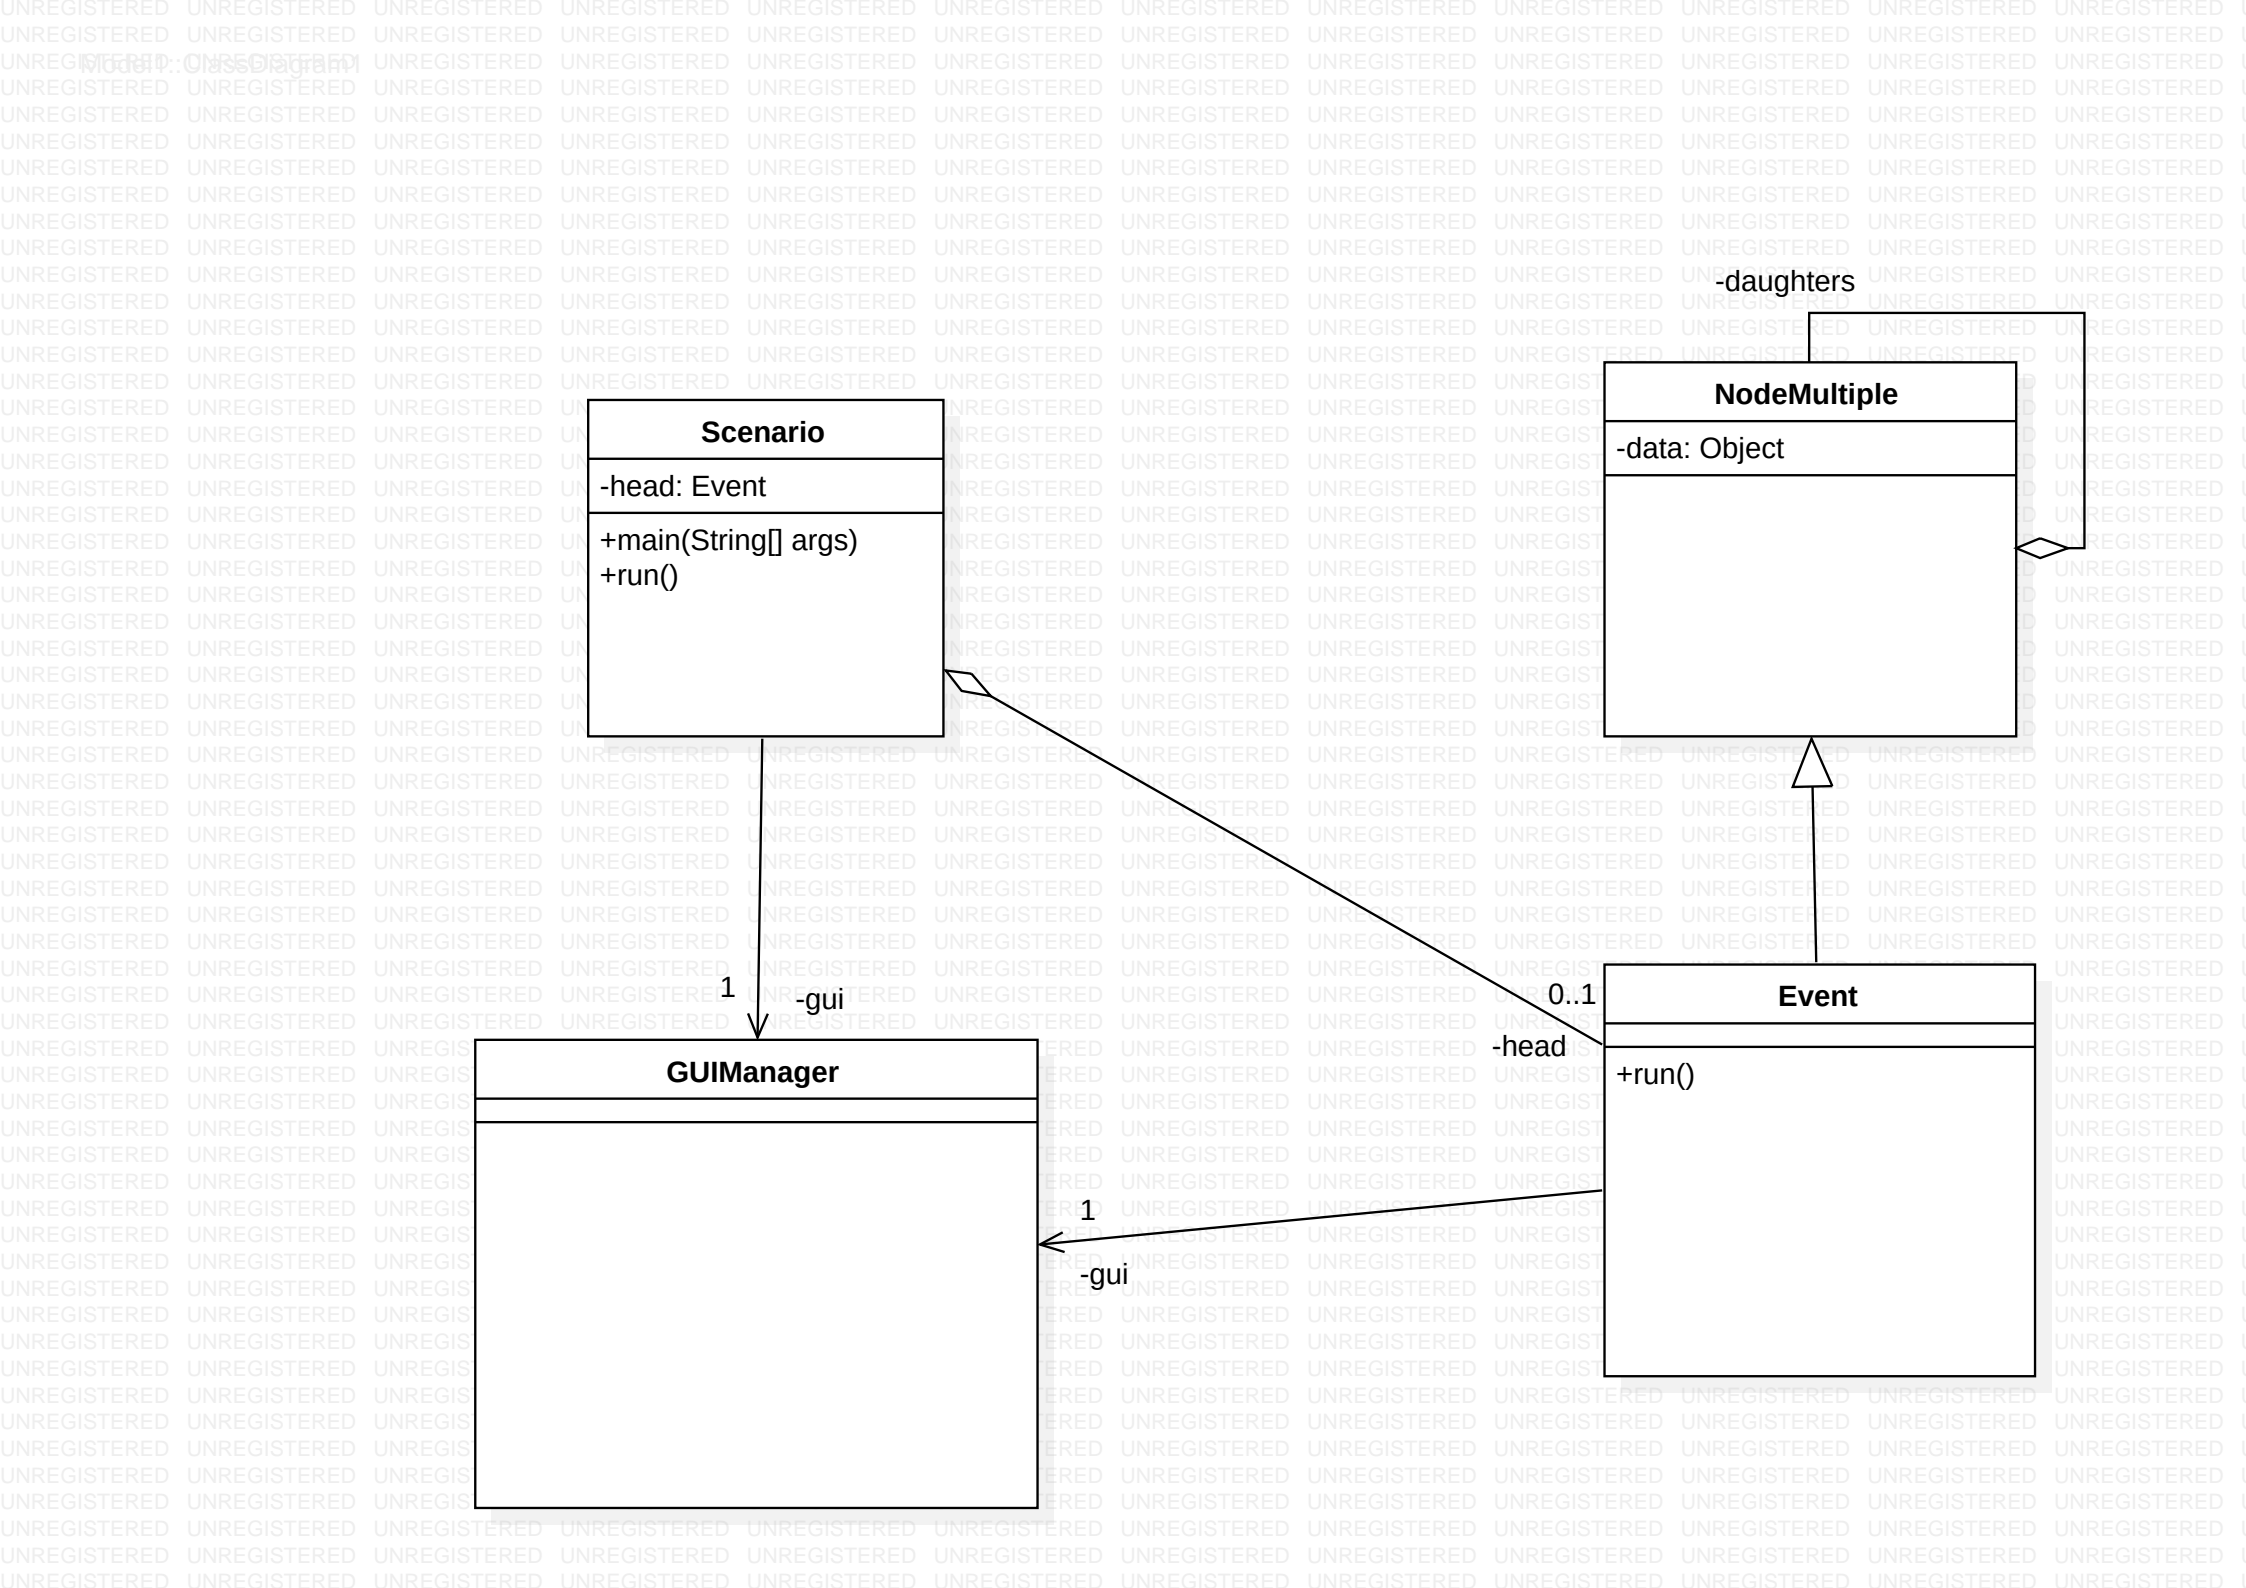 Model1::ClassDiagram1
-daughters
NodeMultiple
-data: Object
Scenario
-head: Event
+main(String[] args)
+run()
1
-gui
0..1
-head
Event
+run()
GUIManager
1
-gui
UNREGISTERED